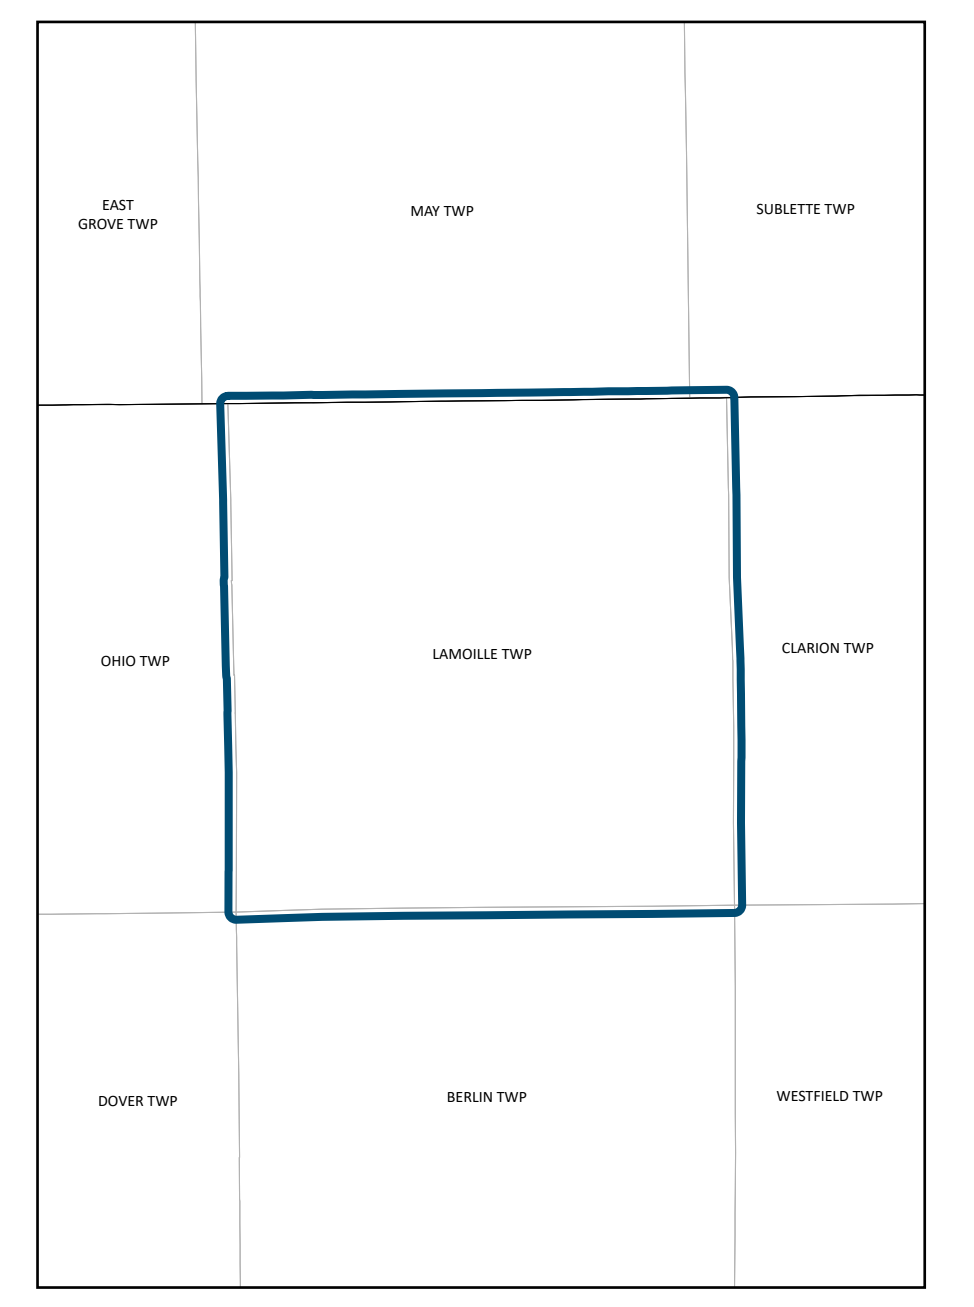 EAST
GROVE TWP
MAY TWP
SUBLETTE TWP
OHIO TWP
LAMOILLE TWP
CLARION TWP
DOVER TWP
BERLIN TWP
WESTFIELD TWP